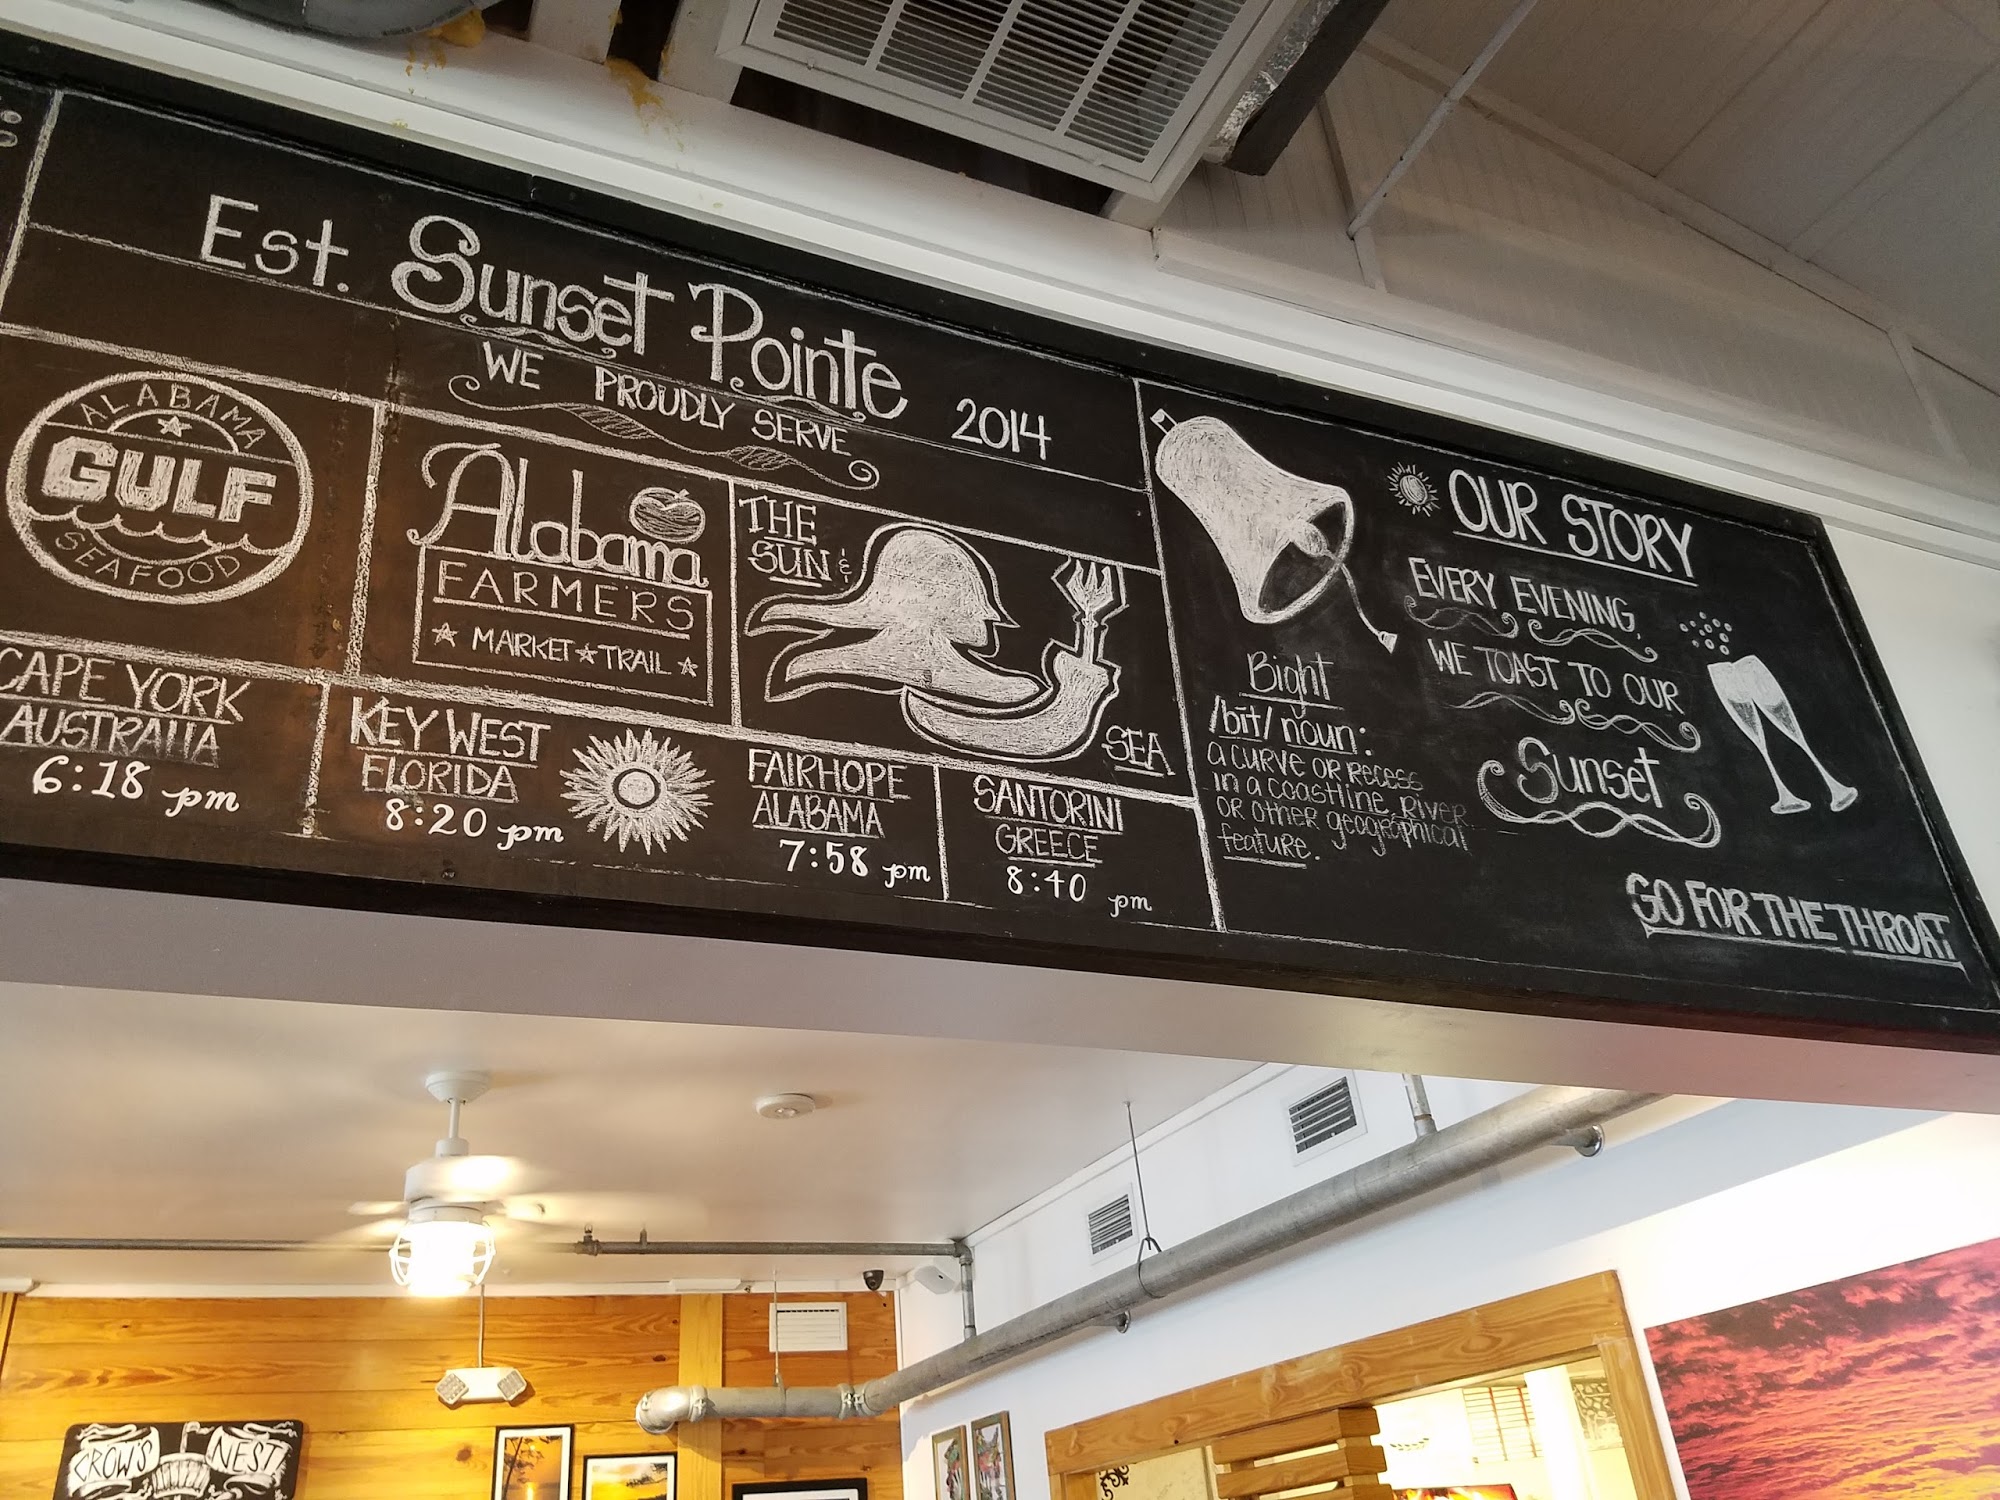 Est. Sunset Pointe 2014
WE PROUDLY SERVE
ALABAMA
GULF
SEAFOOD
Alabama
FARMERS
MARKET TRAIL
THE
SUN &
SEA
CAPE YORK
AUSTRALIA
6:18 pm
KEY WEST
FLORIDA
8:20 pm
FAIRHOPE
ALABAMA
7:58 pm
SANTORINI
GREECE
8:40 pm
Bight
/bīt/ noun:
a curve or recess
in a coastline, river
or other geographical
feature.
OUR STORY
EVERY EVENING,
WE TOAST TO OUR
Sunset
GO FOR THE THROAT
CROW'S NEST